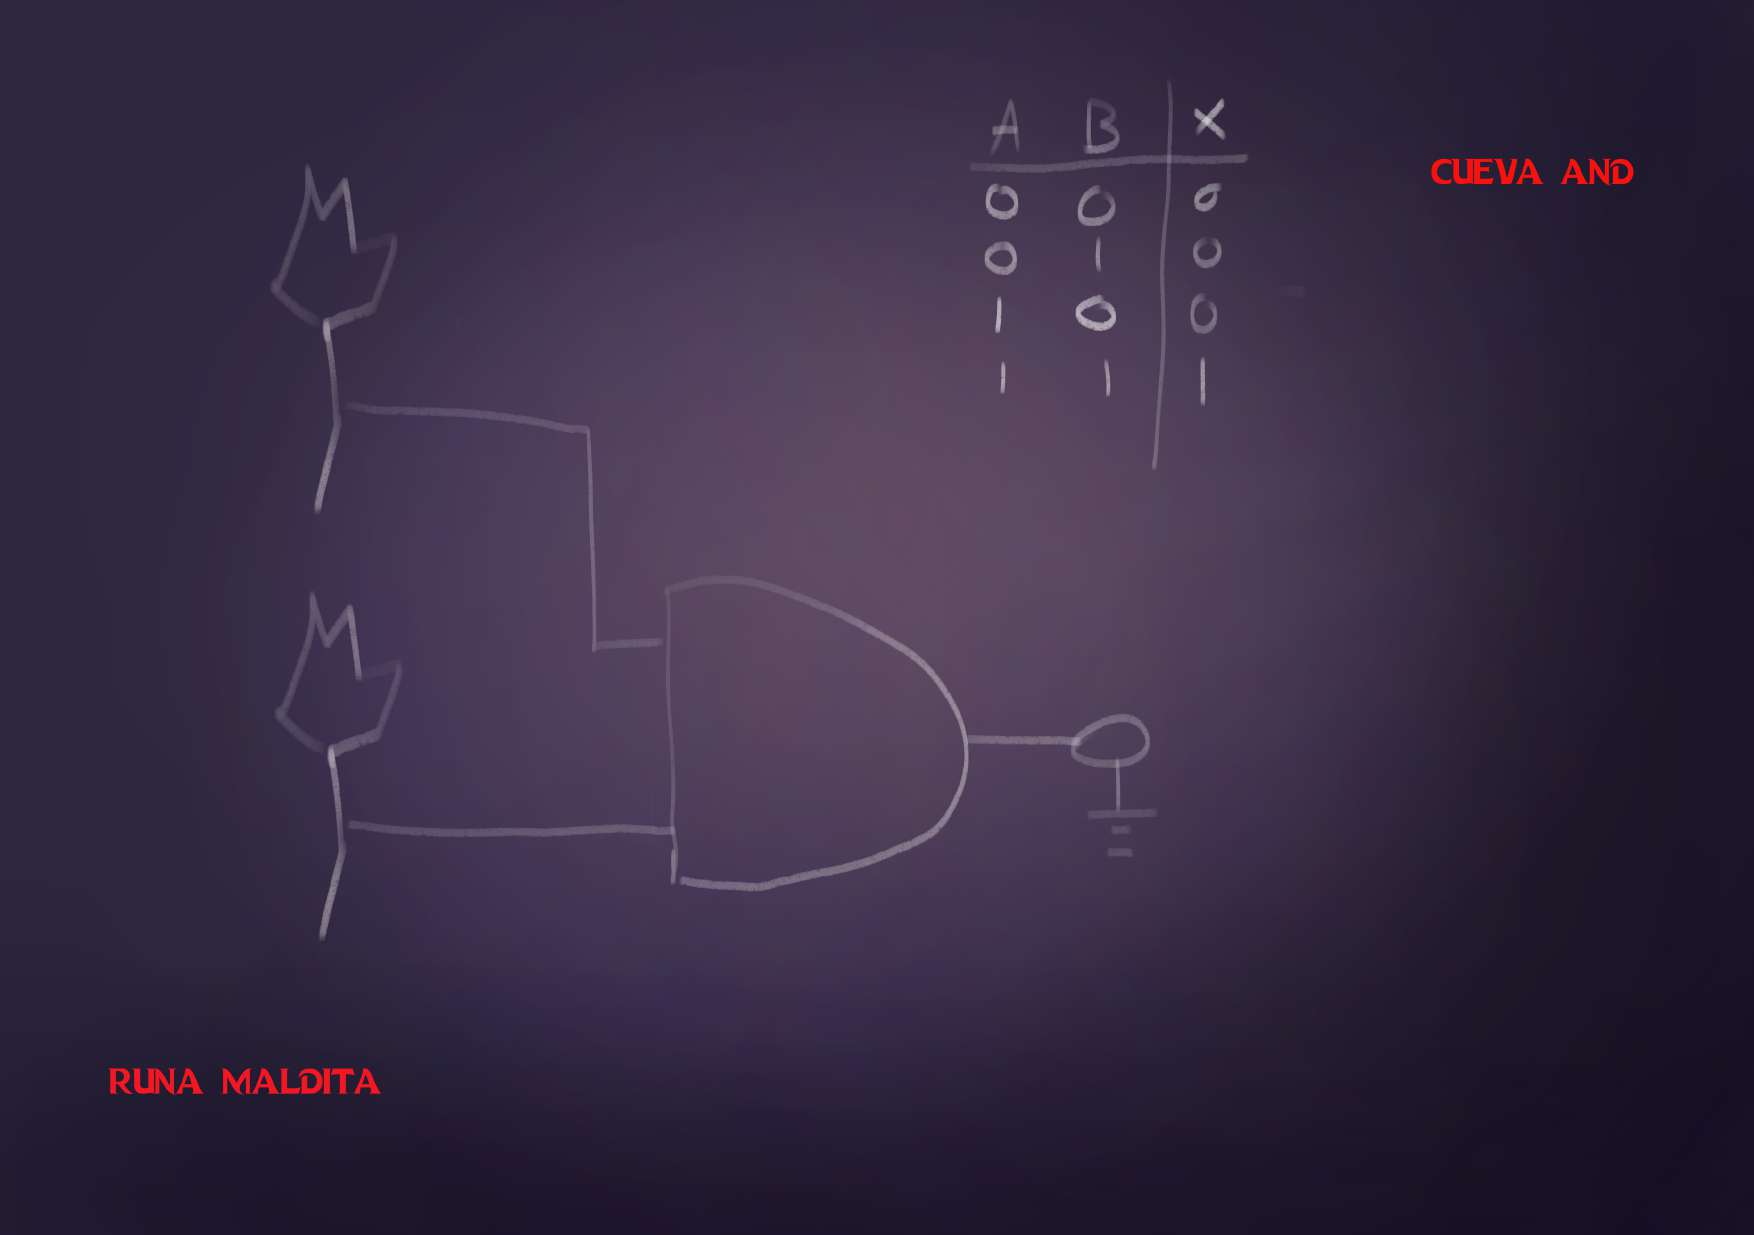 A B X
CUEVA AND
0 0 0
0 1 0
1 0 0
1 1 1
RUNA MALDITA